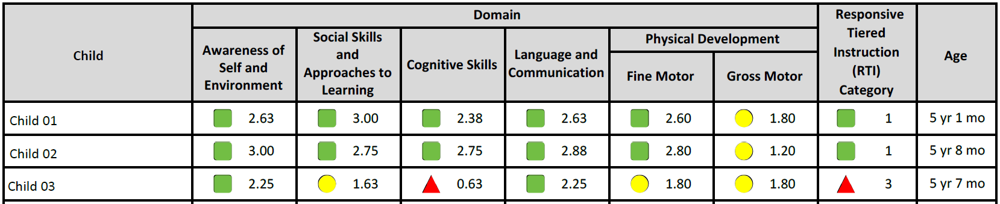 Child
Domain
Responsive
Tiered
Instruction
(RTI)
Category
Age
Awareness of
Self and
Environment
Social Skills
and
Approaches to
Learning
Cognitive Skills
Language and
Communication
Physical Development
Fine Motor
Gross Motor
Child 01 2.63 3.00 2.38 2.63 2.60 1.80 1 5 yr 1 mo
Child 02 3.00 2.75 2.75 2.88 2.80 1.20 1 5 yr 8 mo
Child 03 2.25 1.63 0.63 2.25 1.80 1.80 3 5 yr 7 mo